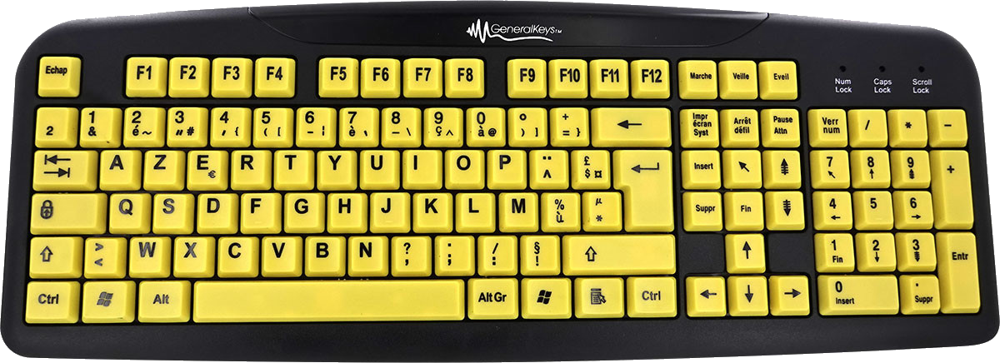 GeneralKeys™
Echap F1 F2 F3 F4 F5 F6 F7 F8 F9 F10 F11 F12 Marche Veille Eveil
Num Lock
Caps Lock
Scroll Lock
2
1 &
2 é ~
3 " #
4 ' {
5 ( [
6 - |
7 è `
8 _ \
9 ç ^
0 à @
° ) ]
+ = }
←
Impr écran Syst
Arrêt défil
Pause Attn
Verr num
/ * -
A Z E € R T Y U I O P
¨ ^
£ $ ¤
Insert ↖
7 ↖
8 ↑
9
+
Q S D F G H J K L M
% ù
µ *
Suppr Fin
4 ←
5
6 →
> <
W X C V B N
? ,
. ;
/ :
§ !
↑
1 Fin
2 ↓
3
Entr
Ctrl Alt Alt Gr Ctrl
← ↓ →
0 Insert
. Suppr